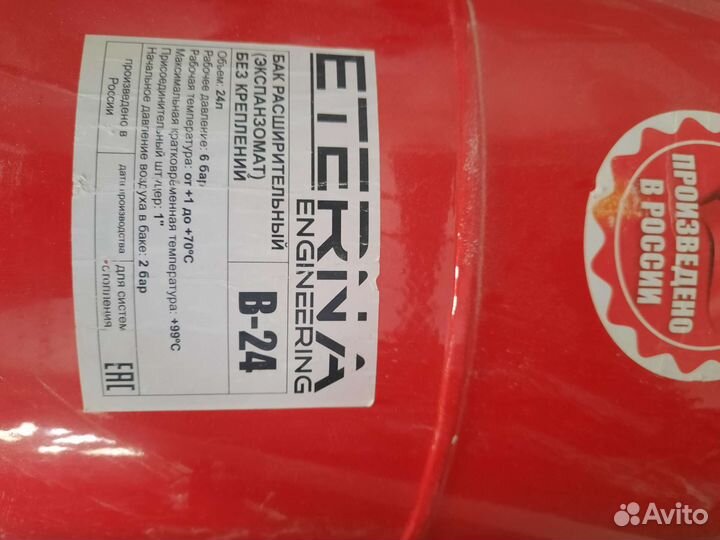 ETERNA
ENGINEERING
БАК РАСШИРИТЕЛЬНЫЙ
(ЭКСПАНЗОМАТ)
БЕЗ КРЕПЛЕНИЙ
В-24
Объем: 24л
Рабочее давление: 6 бар
Рабочая температура: от +1 до +70°С
Максимальная кратковременная температура: +99°С
Присоединительный штуцер: 1"
Начальное давление воздуха в баке: 2 бар
произведено в
России
дата производства
для систем
отопления
ЕАС
ПРОИЗВЕДЕНО
В РОССИИ
Avito